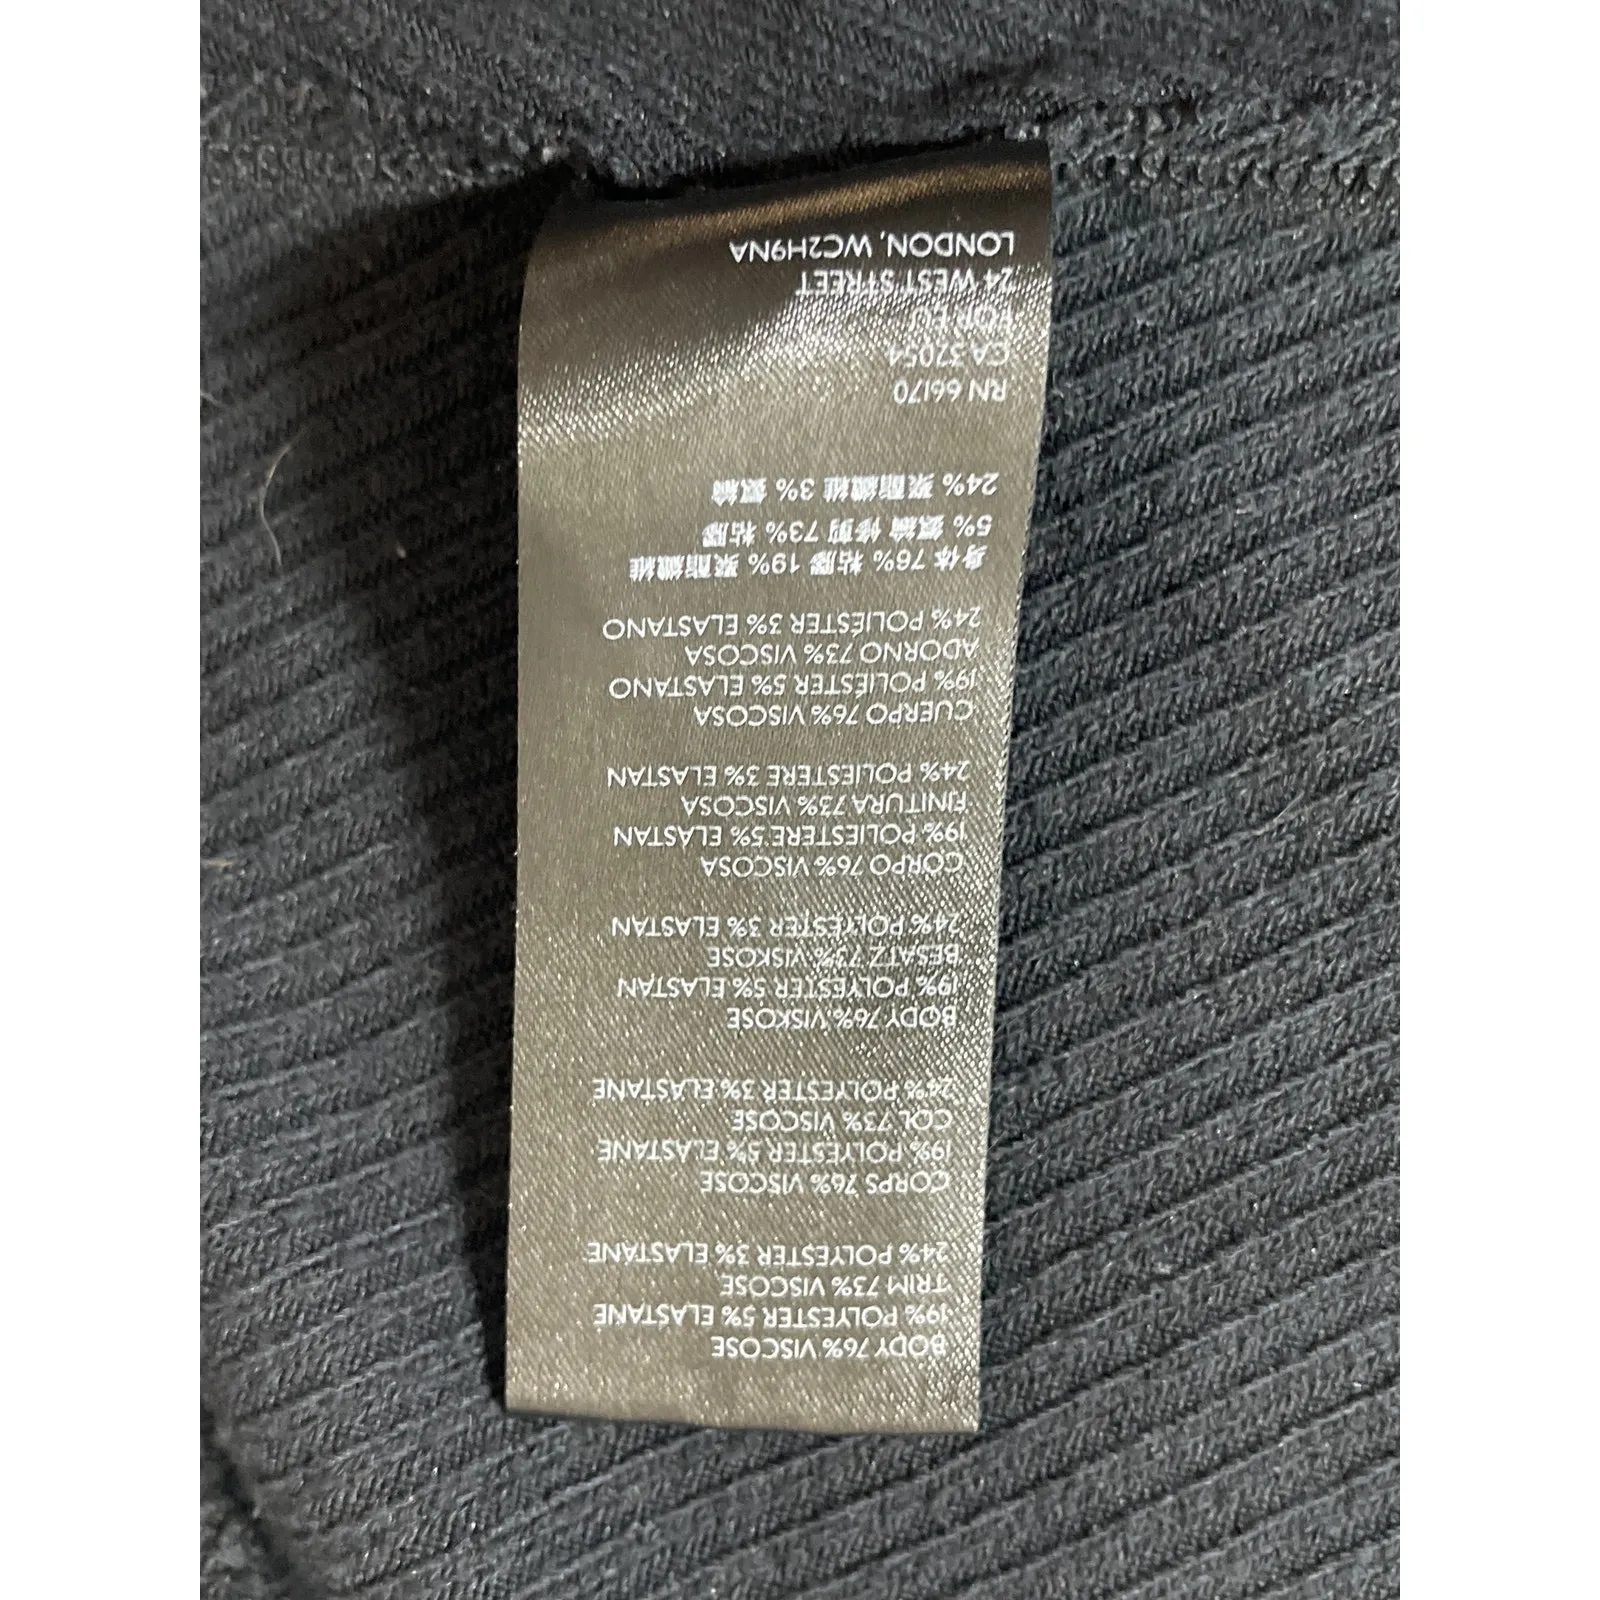 BODY 76% VISCOSE
19% POLYESTER 5% ELASTANE
TRIM 73% VISCOSE
24% POLYESTER 3% ELASTANE
CORPS 76% VISCOSE
19% POLYESTER 5% ELASTANE
COL 73% VISCOSE
24% POLYESTER 3% ELASTANE
BODY 76% VISKOSE
19% POLYESTER 5% ELASTAN
BESATZ 73% VISKOSE
24% POLYESTER 3% ELASTAN
CORPO 76% VISCOSA
19% POLIESTERE 5% ELASTAN
FINITURA 73% VISCOSA
24% POLIESTERE 3% ELASTAN
CUERPO 76% VISCOSA
19% POLIÉSTER 5% ELASTANO
ADORNO 73% VISCOSA
24% POLIÉSTER 3% ELASTANO
身体 76% 粘膠 19% 聚酯纖維
5% 氨綸 修剪 73% 粘膠
24% 聚酯纖維 3% 氨綸
RN 66170
CA 37054
FOR EU
24 WEST STREET
LONDON, WC2H9NA